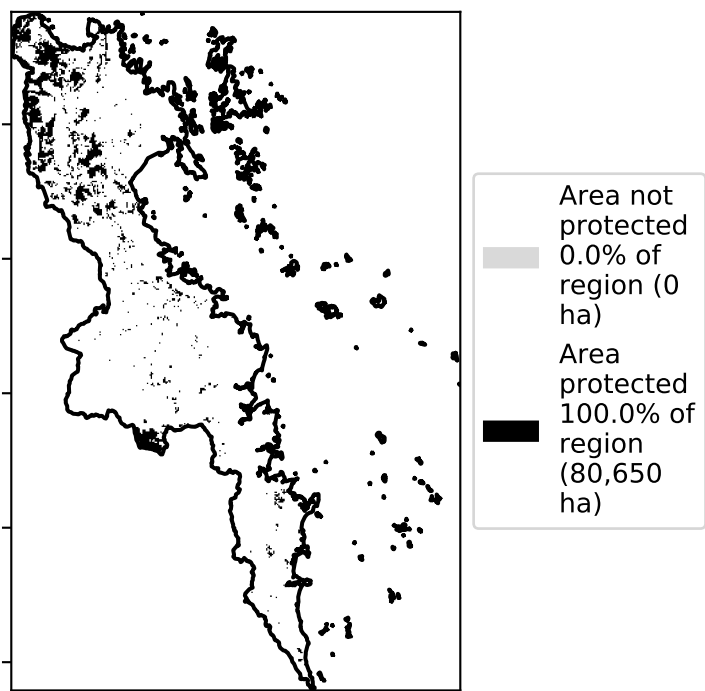 Area not
protected
0.0% of
region (0
ha)
Area
protected
100.0% of
region
(80,650
ha)